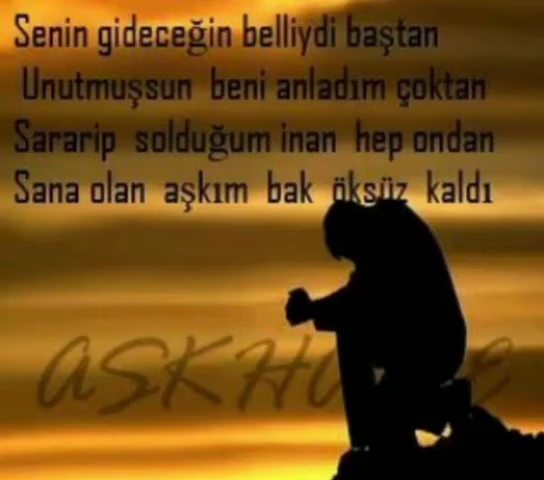 Senin gideceğin belliydi baştan
Unutmuşsun beni anladım çoktan
Sararip solduğum inan hep ondan
Sana olan aşkım bak öksüz kaldı